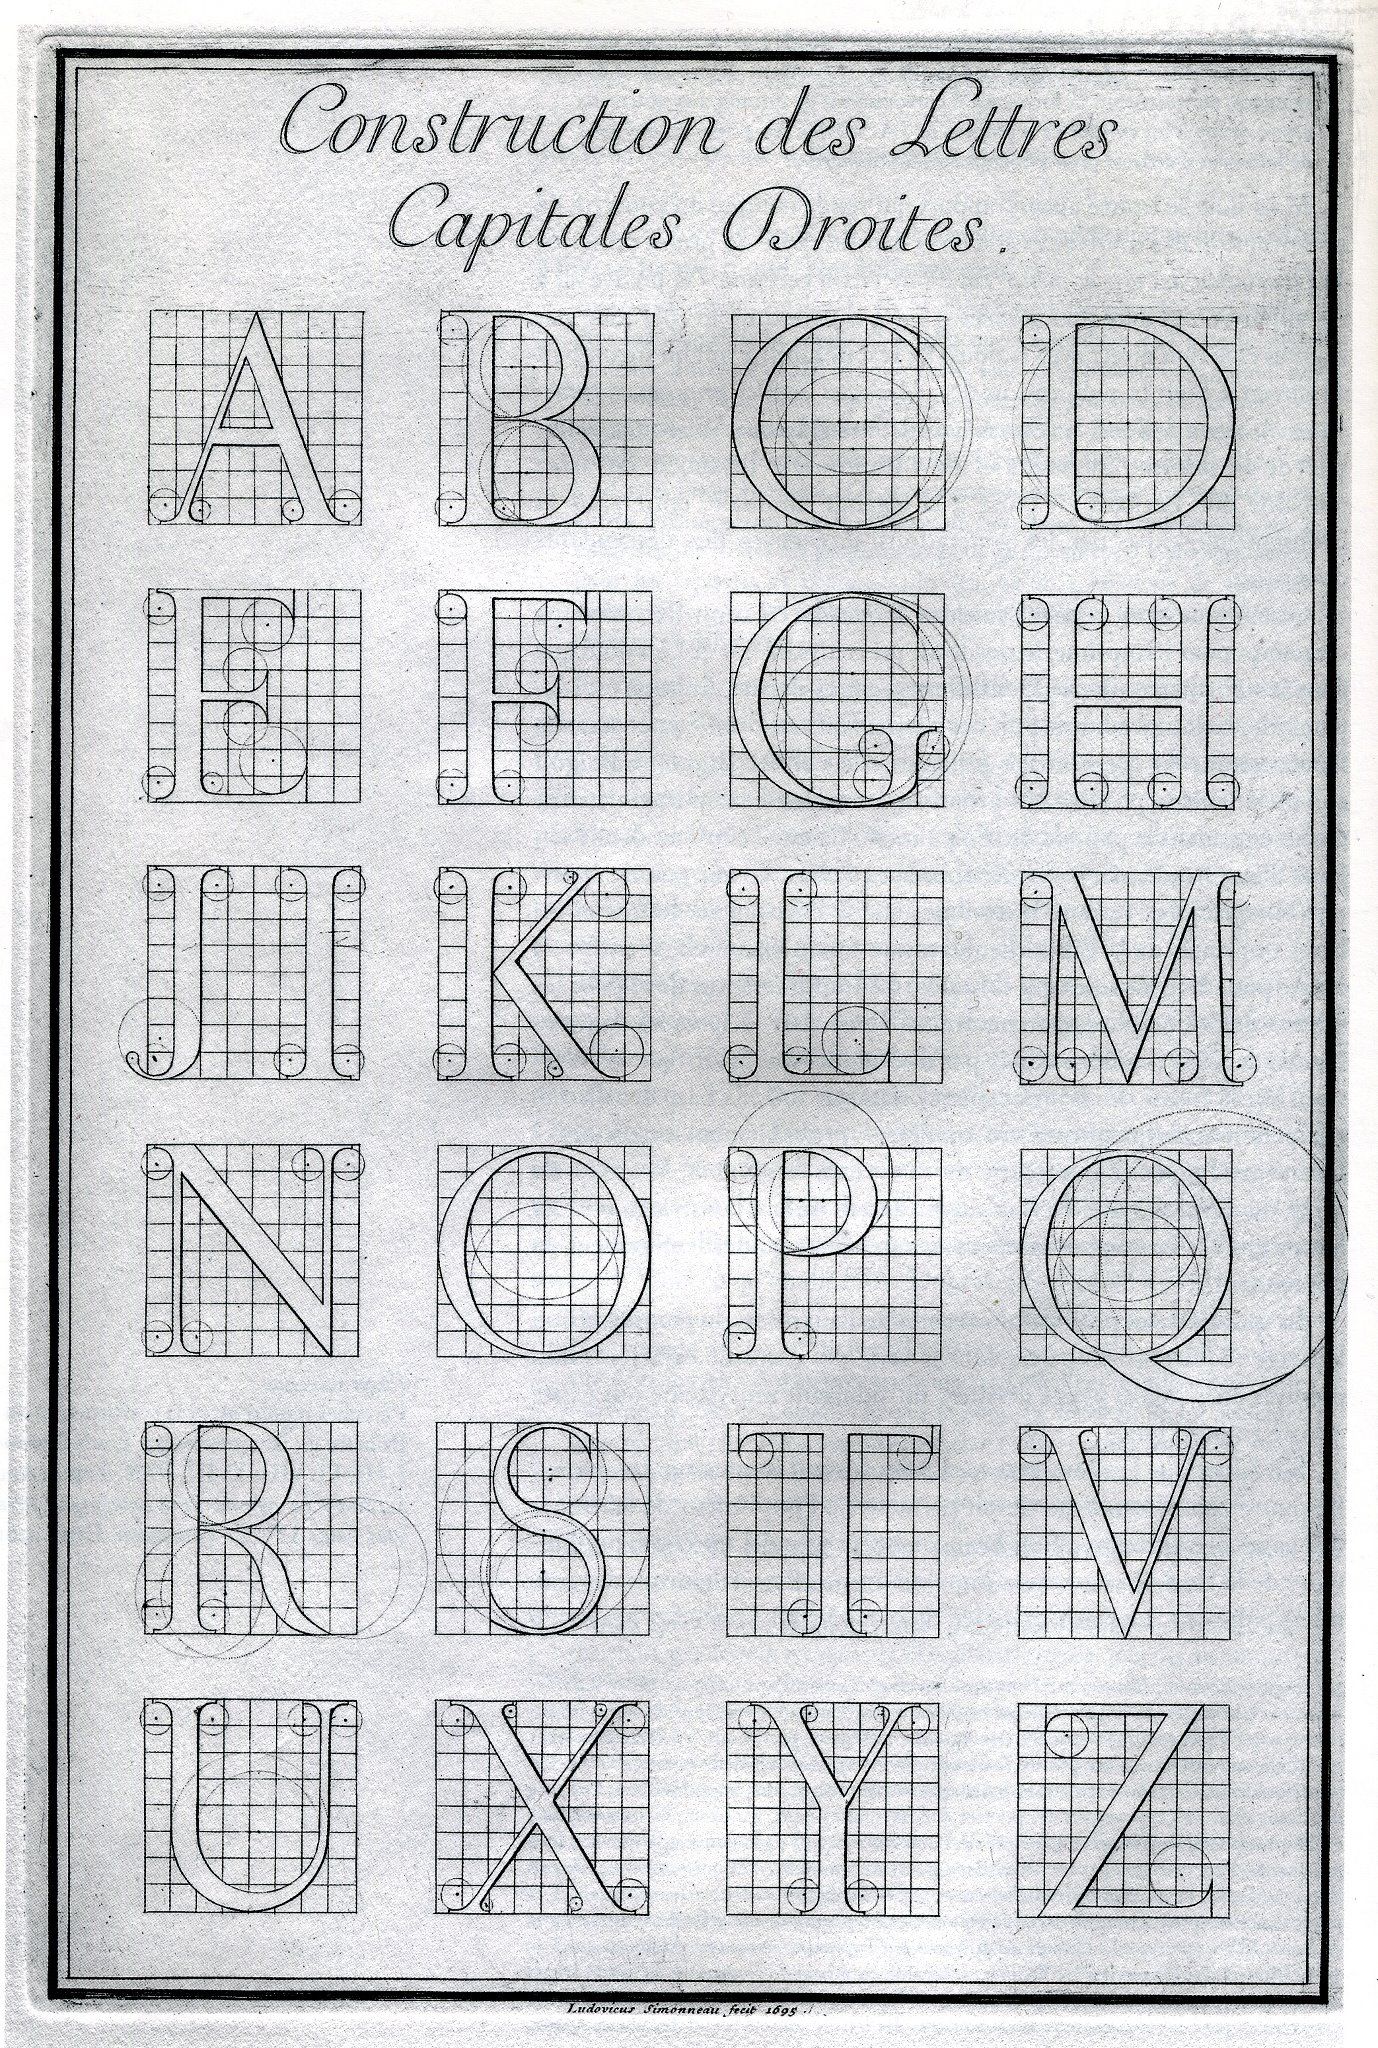 Construction des Lettres
Capitales Droites.
A B C D
E F G H
J I K L M
N O P Q
R S T V
U X Y Z
Ludovicus Simonneau fecit 1695.